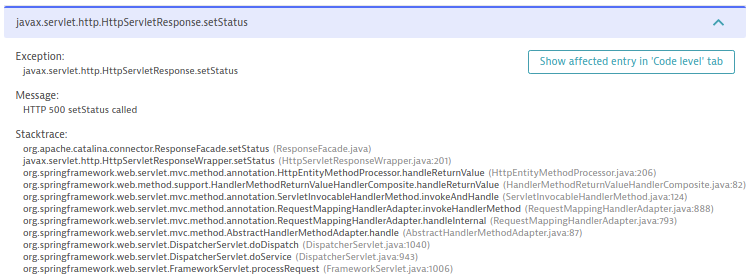 javax.servlet.http.HttpServletResponse.setStatus
Exception:
javax.servlet.http.HttpServletResponse.setStatus
Show affected entry in 'Code level' tab
Message:
HTTP 500 setStatus called
Stacktrace:
org.apache.catalina.connector.ResponseFacade.setStatus (ResponseFacade.java)
javax.servlet.http.HttpServletResponseWrapper.setStatus (HttpServletResponseWrapper.java:201)
org.springframework.web.servlet.mvc.method.annotation.HttpEntityMethodProcessor.handleReturnValue (HttpEntityMethodProcessor.java:206)
org.springframework.web.method.support.HandlerMethodReturnValueHandlerComposite.handleReturnValue (HandlerMethodReturnValueHandlerComposite.java:82)
org.springframework.web.servlet.mvc.method.annotation.ServletInvocableHandlerMethod.invokeAndHandle (ServletInvocableHandlerMethod.java:124)
org.springframework.web.servlet.mvc.method.annotation.RequestMappingHandlerAdapter.invokeHandlerMethod (RequestMappingHandlerAdapter.java:888)
org.springframework.web.servlet.mvc.method.annotation.RequestMappingHandlerAdapter.handleInternal (RequestMappingHandlerAdapter.java:793)
org.springframework.web.servlet.mvc.method.AbstractHandlerMethodAdapter.handle (AbstractHandlerMethodAdapter.java:87)
org.springframework.web.servlet.DispatcherServlet.doDispatch (DispatcherServlet.java:1040)
org.springframework.web.servlet.DispatcherServlet.doService (DispatcherServlet.java:943)
org.springframework.web.servlet.FrameworkServlet.processRequest (FrameworkServlet.java:1006)